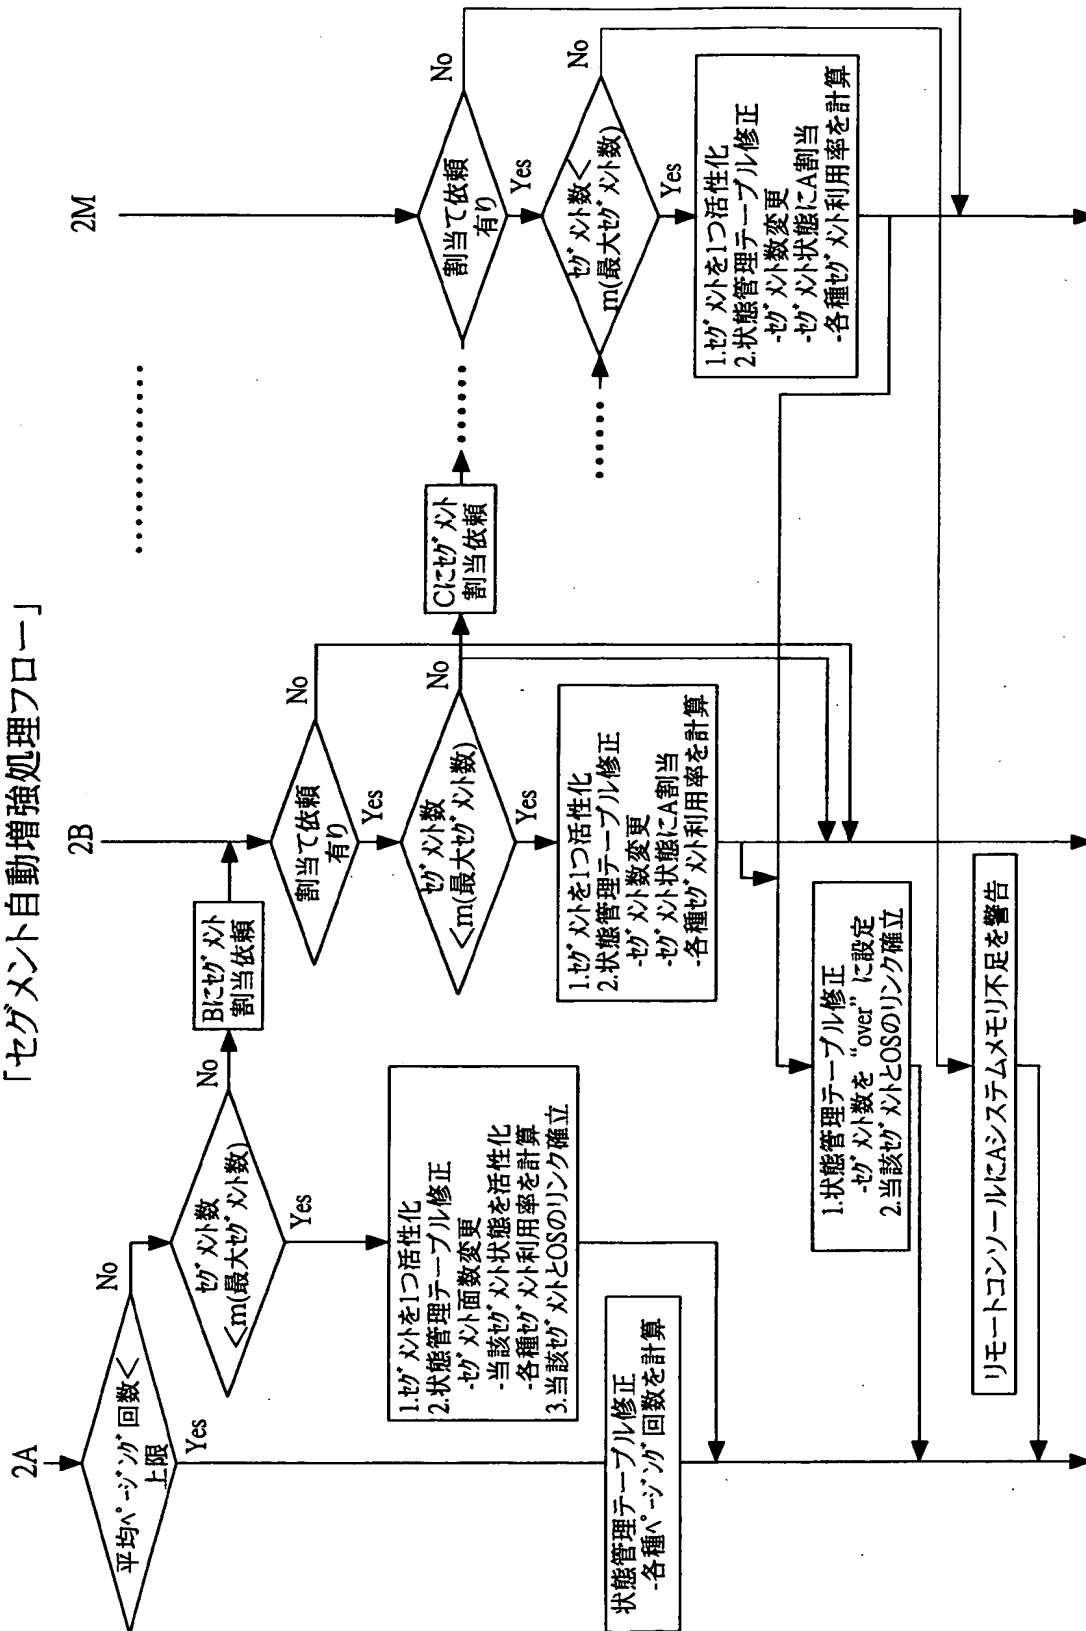 「セグメント自動増強処理フロー」
2A
平均ページング回数<
上限
No
Yes
セグメント数
<m(最大セグメント数)
No
Yes
Bにセグメント
割当依頼
1.セグメントを1つ活性化
2.状態管理テーブル修正
-セグメント面数変更
-当該セグメント状態を活性化
-各種セグメント利用率を計算
3.当該セグメントとOSのリンク確立
状態管理テーブル修正
-各種ページング回数を計算
2B
割当て依頼
有り
No
Yes
セグメント数
<m(最大セグメント数)
No
Yes
Cにセグメント
割当依頼
1.セグメントを1つ活性化
2.状態管理テーブル修正
-セグメント数変更
-セグメント状態にA割当
-各種セグメント利用率を計算
1.状態管理テーブル修正
-セグメント数を “over” に設定
2.当該セグメントとOSのリンク確立
リモートコンソールにAシステムメモリ不足を警告
2M
割当て依頼
有り
No
Yes
セグメント数<
m(最大セグメント数)
No
Yes
1.セグメントを1つ活性化
2.状態管理テーブル修正
-セグメント数変更
-セグメント状態にA割当
-各種セグメント利用率を計算